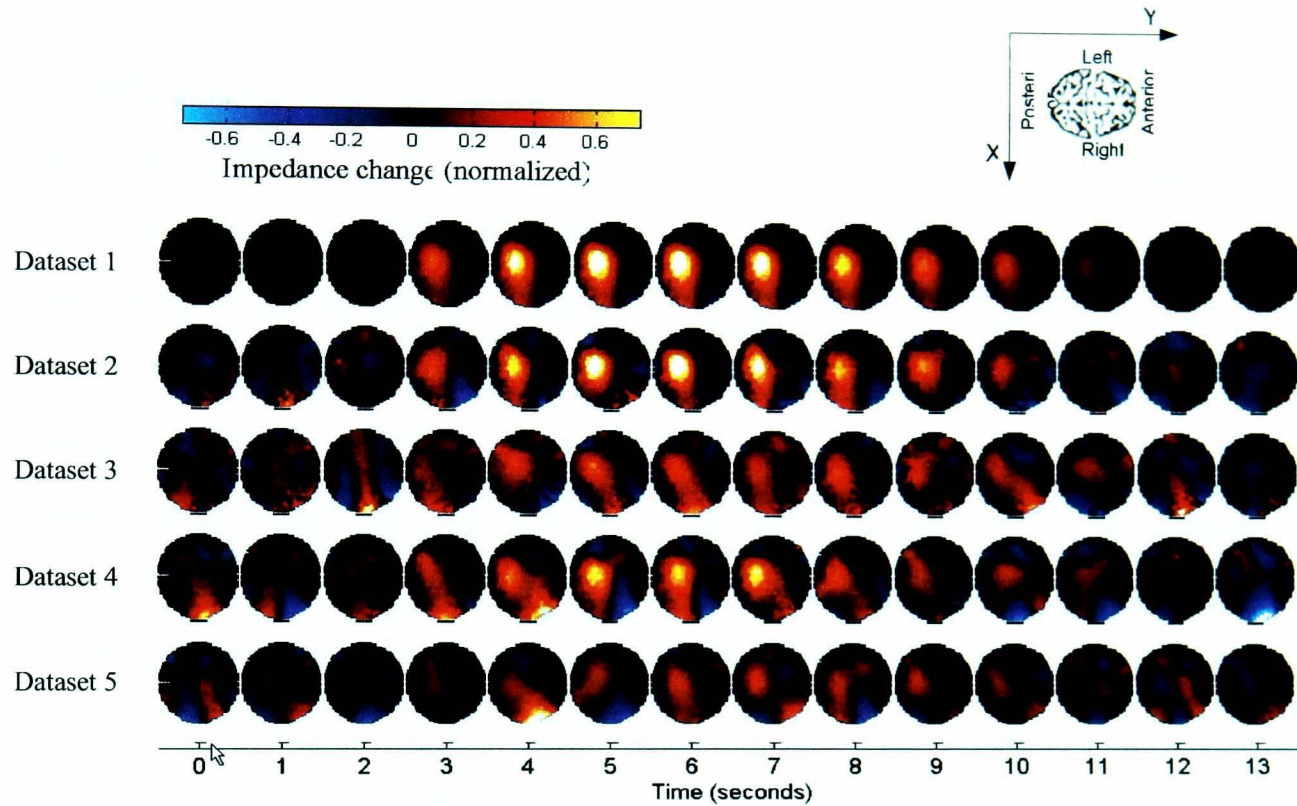 Y
Left
Posteri
Anterior
Right
X
-0.6 -0.4 -0.2 0 0.2 0.4 0.6
Impedance change (normalized)
Dataset 1
Dataset 2
Dataset 3
Dataset 4
Dataset 5
0 1 2 3 4 5 6 7 8 9 10 11 12 13
Time (seconds)